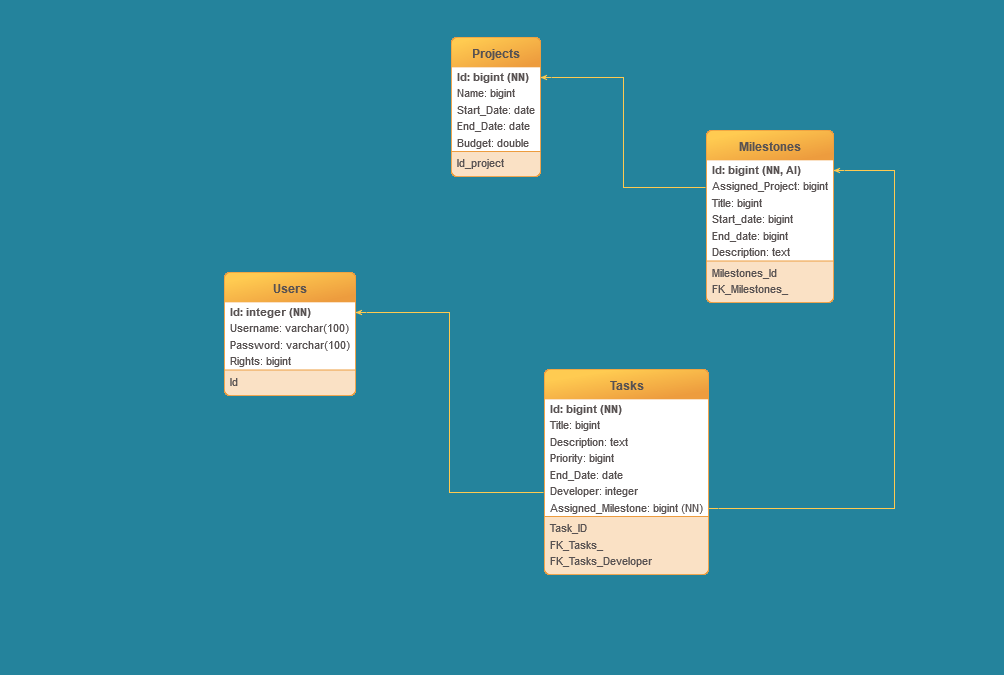 Projects
Id: bigint (NN)
Name: bigint
Start_Date: date
End_Date: date
Budget: double
Id_project
Milestones
Id: bigint (NN, AI)
Assigned_Project: bigint
Title: bigint
Start_date: bigint
End_date: bigint
Description: text
Milestones_Id
FK_Milestones_
Users
Id: integer (NN)
Username: varchar(100)
Password: varchar(100)
Rights: bigint
Id
Tasks
Id: bigint (NN)
Title: bigint
Description: text
Priority: bigint
End_Date: date
Developer: integer
Assigned_Milestone: bigint (NN)
Task_ID
FK_Tasks_
FK_Tasks_Developer